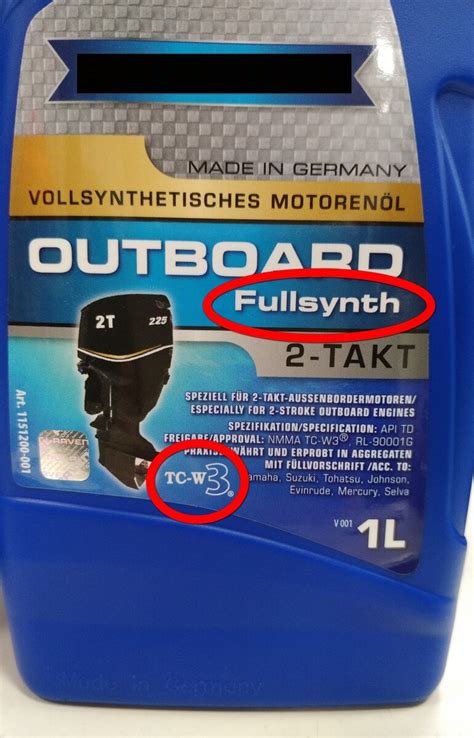 MADE IN GERMANY
VOLLSYNTHETISCHES MOTORENÖL
OUTBOARD
Fullsynth
2-TAKT
2T 225
SPEZIELL FÜR 2-TAKT-AUSSENBORDERMOTOREN/
ESPECIALLY FOR 2-STROKE OUTBOARD ENGINES
SPEZIFIKATION/SPECIFICATION: API TD
FREIGABE/APPROVAL: NMMA TC-W3®, RL-90001G
PRAXISBEWÄHRT UND ERPROBT IN AGGREGATEN
MIT FÜLLVORSCHRIFT /ACC. TO:
Suzuki, Tohatsu, Johnson,
Evinrude, Mercury, Selva
Art. 1151200-001
RAVEN
TC-W3®
V 001
1L
Made in Germany